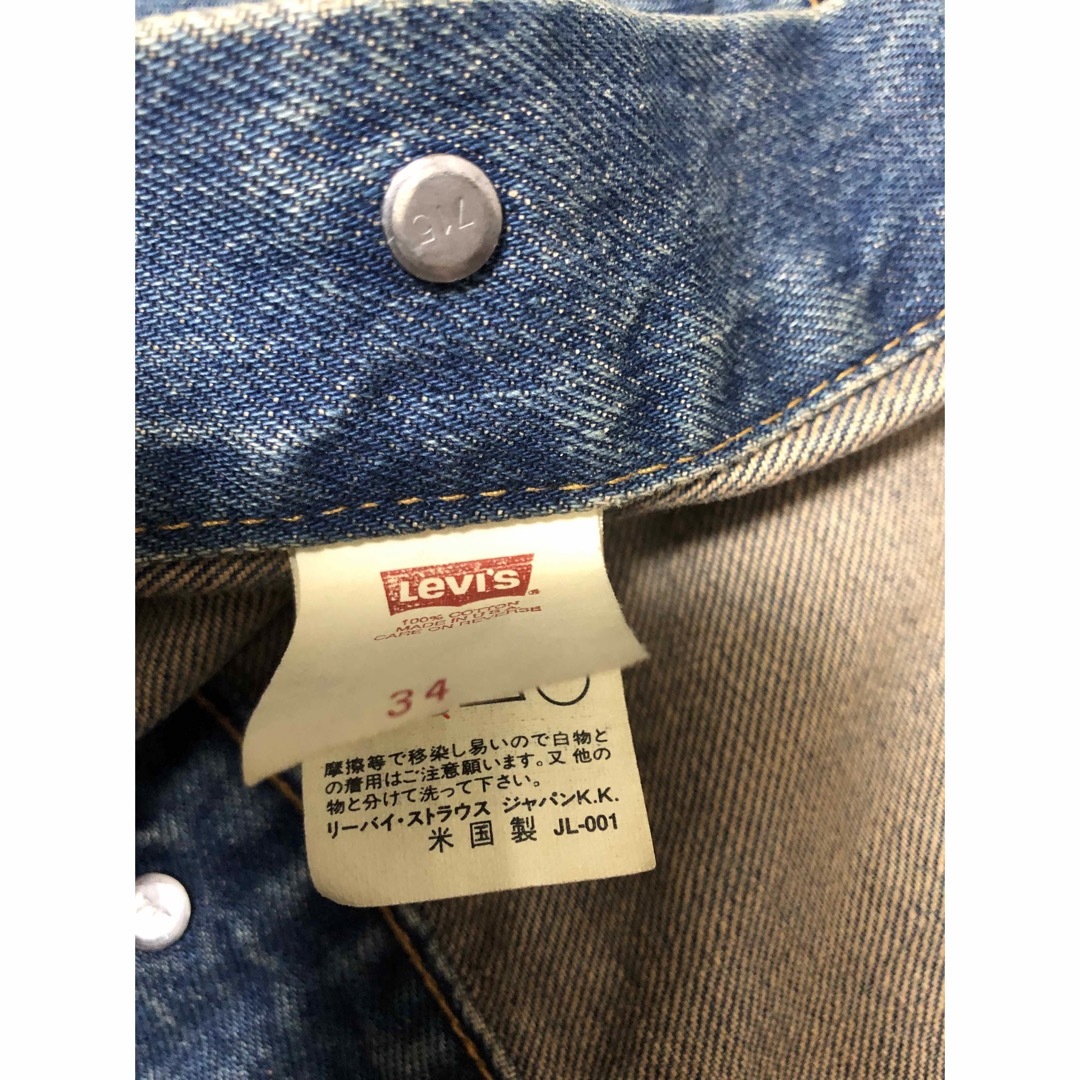 715
Levi's®
100% COTTON
MADE IN U.S.A.
CARE ON REVERSE
34
摩擦等で移染し易いので白物と
の着用はご注意願います。又 他の
物と分けて洗って下さい。
リーバイ・ストラウス ジャパンK.K.
米国製 JL-001